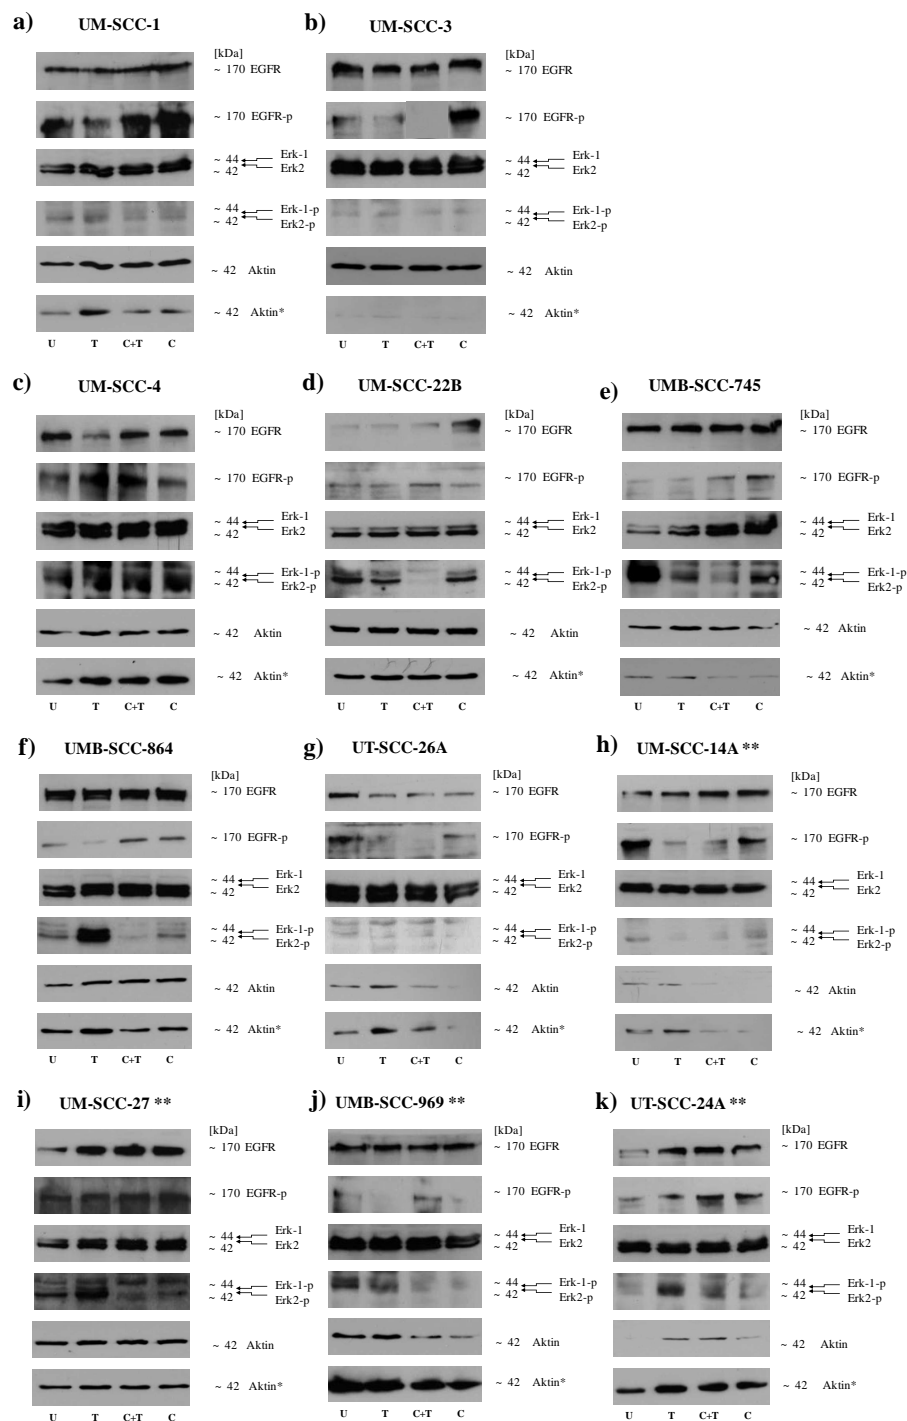 a) UM-SCC-1
[kDa]
~ 170 EGFR
~ 170 EGFR-p
~ 44 Erk-1
~ 42 Erk2
~ 44 Erk-1-p
~ 42 Erk2-p
~ 42 Aktin
~ 42 Aktin*
U T C+T C
b) UM-SCC-3
[kDa]
~ 170 EGFR
~ 170 EGFR-p
~ 44 Erk-1
~ 42 Erk2
~ 44 Erk-1-p
~ 42 Erk2-p
~ 42 Aktin
~ 42 Aktin*
U T C+T C
c) UM-SCC-4
[kDa]
~ 170 EGFR
~ 170 EGFR-p
~ 44 Erk-1
~ 42 Erk2
~ 44 Erk-1-p
~ 42 Erk2-p
~ 42 Aktin
~ 42 Aktin*
U T C+T C
d) UM-SCC-22B
[kDa]
~ 170 EGFR
~ 170 EGFR-p
~ 44 Erk-1
~ 42 Erk2
~ 44 Erk-1-p
~ 42 Erk2-p
~ 42 Aktin
~ 42 Aktin*
U T C+T C
e) UMB-SCC-745
[kDa]
~ 170 EGFR
~ 170 EGFR-p
~ 44 Erk-1
~ 42 Erk2
~ 44 Erk-1-p
~ 42 Erk2-p
~ 42 Aktin
~ 42 Aktin*
U T C+T C
f) UMB-SCC-864
[kDa]
~ 170 EGFR
~ 170 EGFR-p
~ 44 Erk-1
~ 42 Erk2
~ 44 Erk-1-p
~ 42 Erk2-p
~ 42 Aktin
~ 42 Aktin*
U T C+T C
g) UT-SCC-26A
[kDa]
~ 170 EGFR
~ 170 EGFR-p
~ 44 Erk-1
~ 42 Erk2
~ 44 Erk-1-p
~ 42 Erk2-p
~ 42 Aktin
~ 42 Aktin*
U T C+T C
h) UM-SCC-14A **
[kDa]
~ 170 EGFR
~ 170 EGFR-p
~ 44 Erk-1
~ 42 Erk2
~ 44 Erk-1-p
~ 42 Erk2-p
~ 42 Aktin
~ 42 Aktin*
U T C+T C
i) UM-SCC-27 **
[kDa]
~ 170 EGFR
~ 170 EGFR-p
~ 44 Erk-1
~ 42 Erk2
~ 44 Erk-1-p
~ 42 Erk2-p
~ 42 Aktin
~ 42 Aktin*
U T C+T C
j) UMB-SCC-969 **
[kDa]
~ 170 EGFR
~ 170 EGFR-p
~ 44 Erk-1
~ 42 Erk2
~ 44 Erk-1-p
~ 42 Erk2-p
~ 42 Aktin
~ 42 Aktin*
U T C+T C
k) UT-SCC-24A **
[kDa]
~ 170 EGFR
~ 170 EGFR-p
~ 44 Erk-1
~ 42 Erk2
~ 44 Erk-1-p
~ 42 Erk2-p
~ 42 Aktin
~ 42 Aktin*
U T C+T C